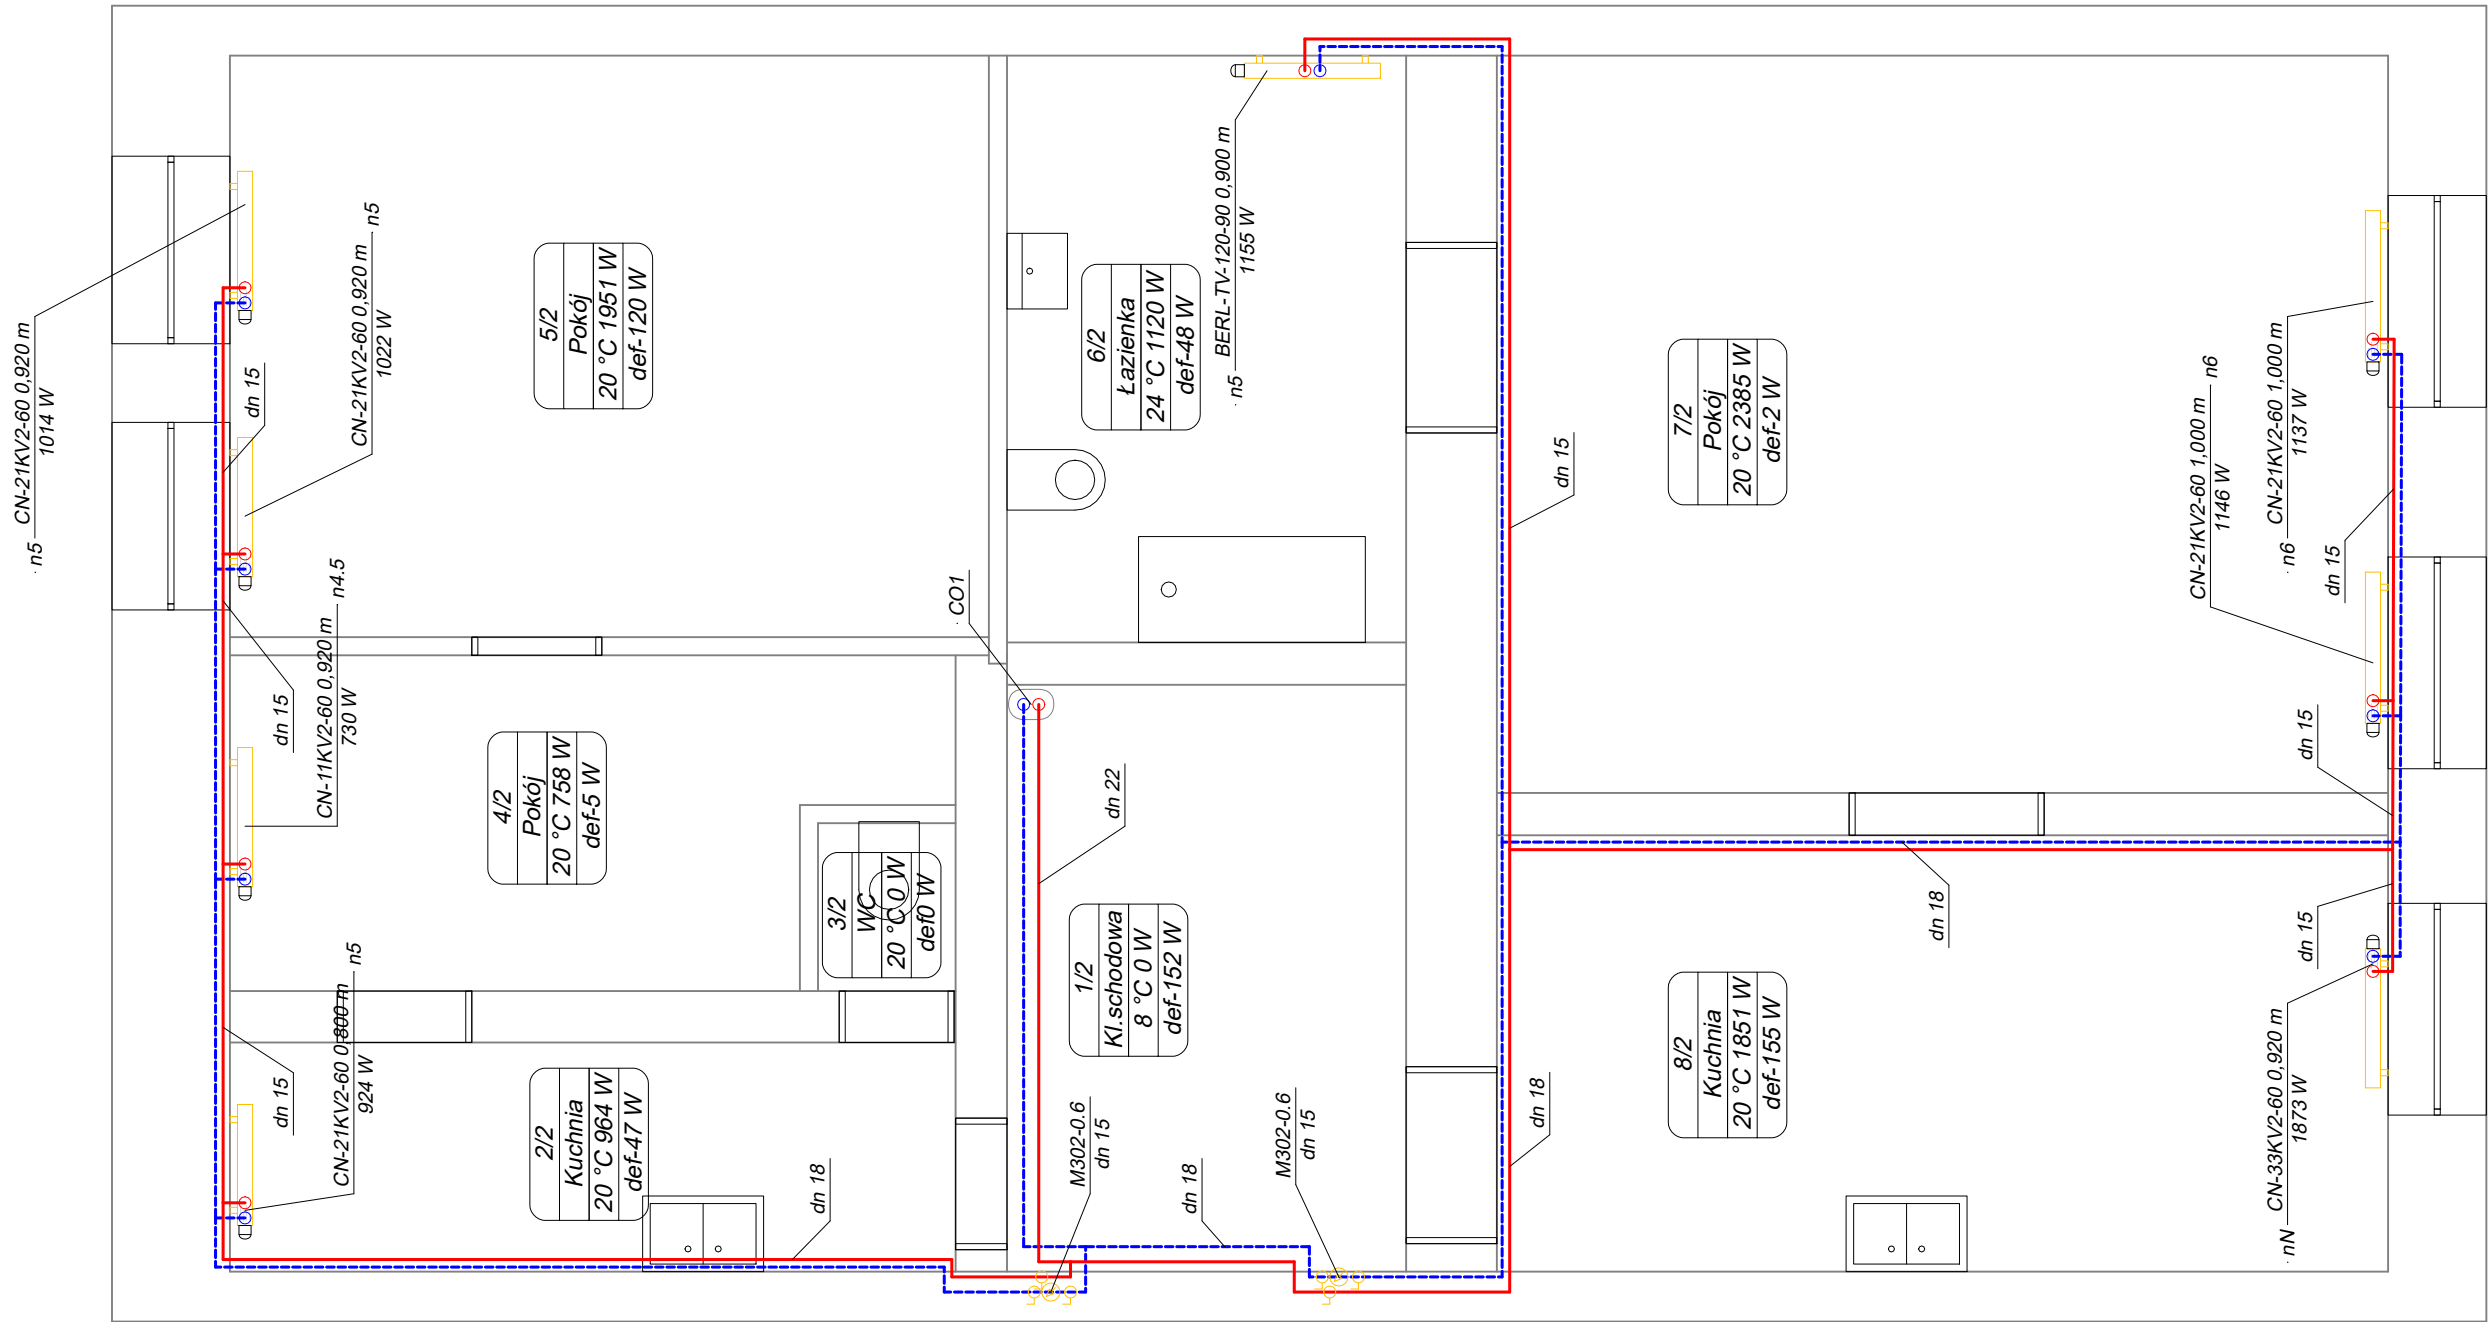 CN-21KV2-60 0,920 m
1014 W
n5
dn 15
CN-21KV2-60 0,920 m
1022 W
n5
5/2
Pokój
20 °C 1951 W
def-120 W
6/2
Łazienka
24 °C 1120 W
def-48 W
BERL-TV-120-90 0,900 m
1155 W
n5
7/2
Pokój
20 °C 2385 W
def-2 W
dn 15
CN-21KV2-60 1,000 m
1146 W
n6
CN-21KV2-60 1,000 m
1137 W
n6
dn 15
dn 15
CN-11KV2-60 0,920 m
730 W
n4.5
CO1
4/2
Pokój
20 °C 758 W
def-5 W
dn 22
dn 15
3/2
WC
20 °C 0 W
def0 W
1/2
Kl.schodowa
8 °C 0 W
def-152 W
dn 18
dn 15
dn 15
CN-21KV2-60 0,800 m
924 W
n5
2/2
Kuchnia
20 °C 964 W
def-47 W
dn 18
M302-0.6
dn 15
dn 18
M302-0.6
dn 15
dn 18
8/2
Kuchnia
20 °C 1851 W
def-155 W
CN-33KV2-60 0,920 m
1873 W
nN